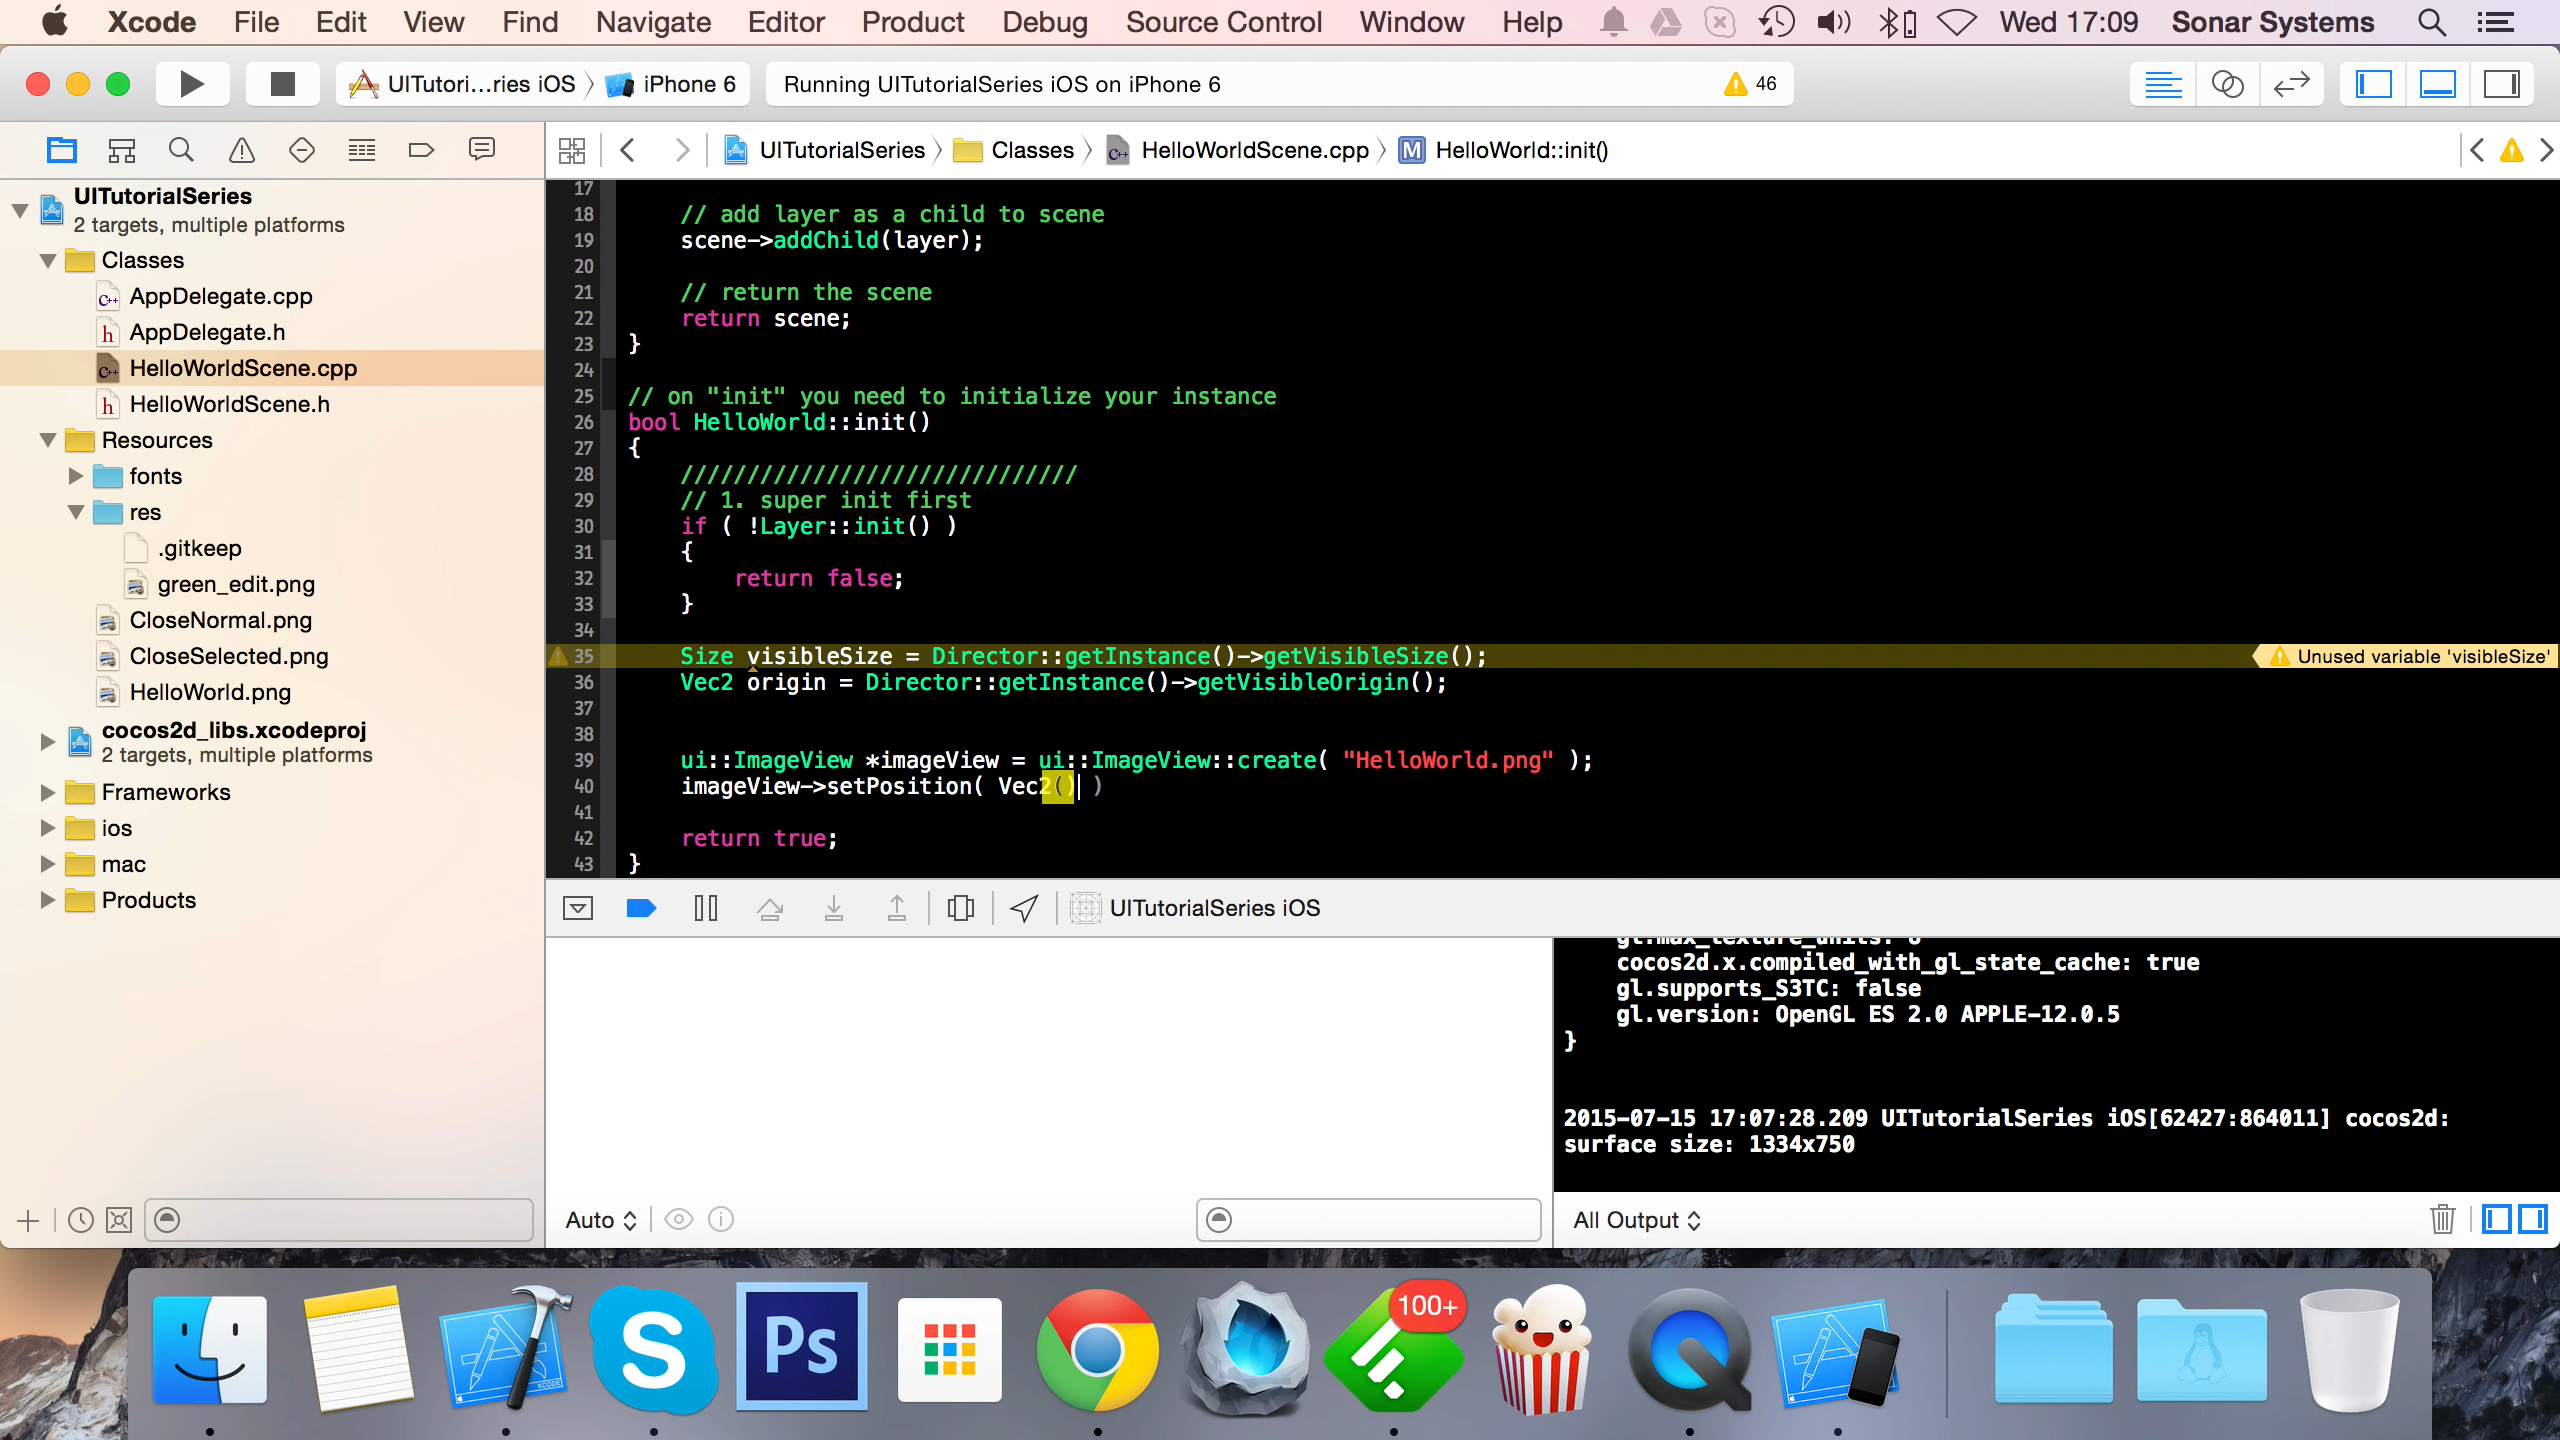 Xcode File Edit View Find Navigate Editor Product Debug Source Control Window Help Wed 17:09 Sonar Systems
UITutori...ries iOS iPhone 6 Running UITutorialSeries iOS on iPhone 6 46
UITutorialSeries Classes HelloWorldScene.cpp M HelloWorld::init()
UITutorialSeries
2 targets, multiple platforms
Classes
AppDelegate.cpp
AppDelegate.h
HelloWorldScene.cpp
HelloWorldScene.h
Resources
fonts
res
.gitkeep
green_edit.png
CloseNormal.png
CloseSelected.png
HelloWorld.png
cocos2d_libs.xcodeproj
2 targets, multiple platforms
Frameworks
ios
mac
Products
17
18 // add layer as a child to scene
19 scene->addChild(layer);
20
21 // return the scene
22 return scene;
23 }
24
25 // on "init" you need to initialize your instance
26 bool HelloWorld::init()
27 {
28 //////////////////////////////
29 // 1. super init first
30 if ( !Layer::init() )
31 {
32 return false;
33 }
34
35 Size visibleSize = Director::getInstance()->getVisibleSize(); Unused variable 'visibleSize'
36 Vec2 origin = Director::getInstance()->getVisibleOrigin();
37
38
39 ui::ImageView *imageView = ui::ImageView::create( "HelloWorld.png" );
40 imageView->setPosition( Vec2() )
41
42 return true;
43 }
UITutorialSeries iOS
cocos2d.x.compiled_with_gl_state_cache: true
gl.supports_S3TC: false
gl.version: OpenGL ES 2.0 APPLE-12.0.5
}
2015-07-15 17:07:28.209 UITutorialSeries iOS[62427:864011] cocos2d:
surface size: 1334x750
Auto
All Output
XCODE
S
Ps
100+